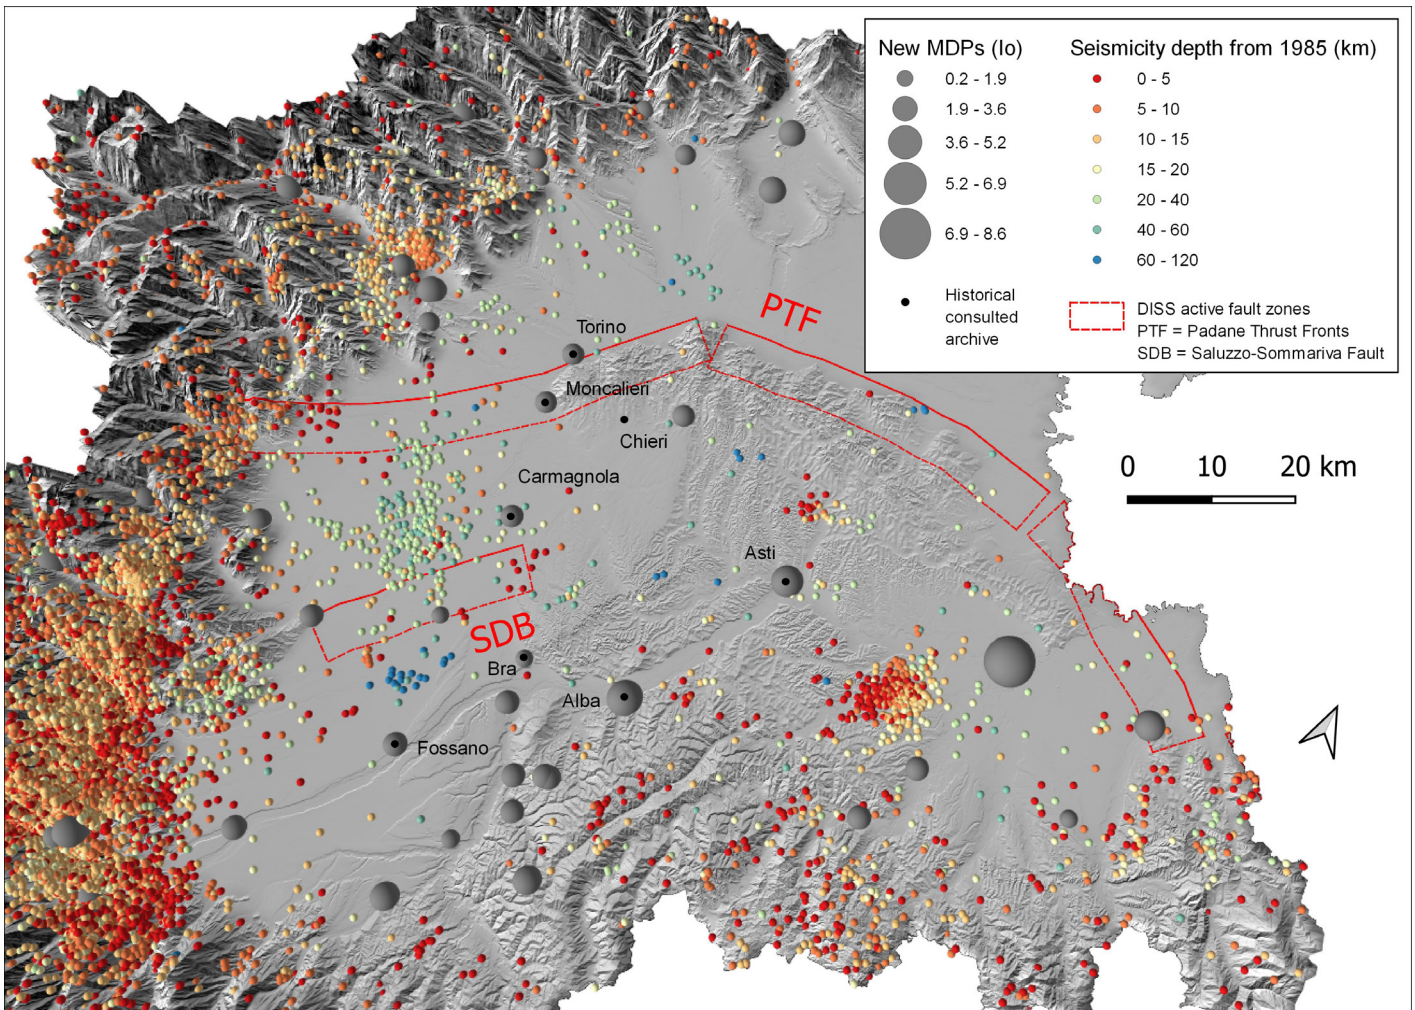 New MDPs (Io)
0.2 - 1.9
1.9 - 3.6
3.6 - 5.2
5.2 - 6.9
6.9 - 8.6
Historical
consulted
archive
Seismicity depth from 1985 (km)
0 - 5
5 - 10
10 - 15
15 - 20
20 - 40
40 - 60
60 - 120
DISS active fault zones
PTF = Padane Thrust Fronts
SDB = Saluzzo-Sommariva Fault
PTF
Torino
Moncalieri
Chieri
Carmagnola
0 10 20 km
Asti
SDB
Bra
Alba
Fossano